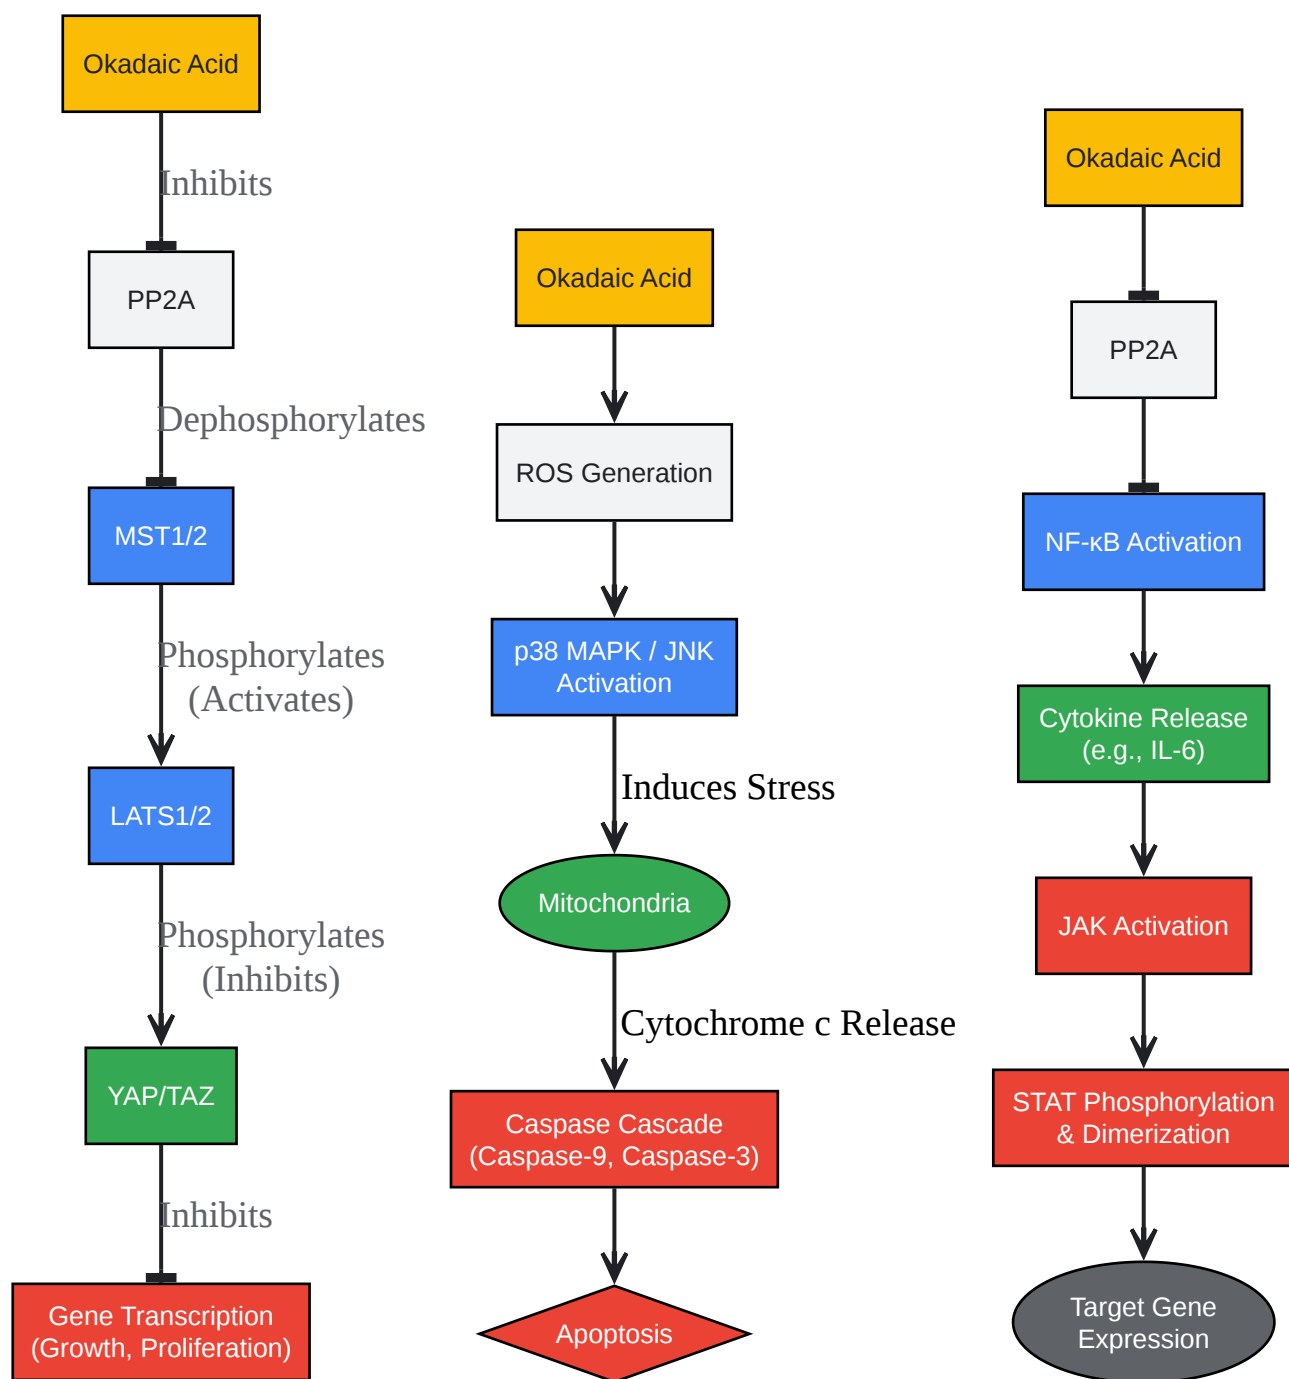 Okadaic Acid
Inhibits
PP2A
Dephosphorylates
MST1/2
Phosphorylates
(Activates)
LATS1/2
Phosphorylates
(Inhibits)
YAP/TAZ
Inhibits
Gene Transcription
(Growth, Proliferation)
Okadaic Acid
ROS Generation
p38 MAPK / JNK
Activation
Induces Stress
Mitochondria
Cytochrome c Release
Caspase Cascade
(Caspase-9, Caspase-3)
Apoptosis
Okadaic Acid
PP2A
NF-κB Activation
Cytokine Release
(e.g., IL-6)
JAK Activation
STAT Phosphorylation
& Dimerization
Target Gene
Expression